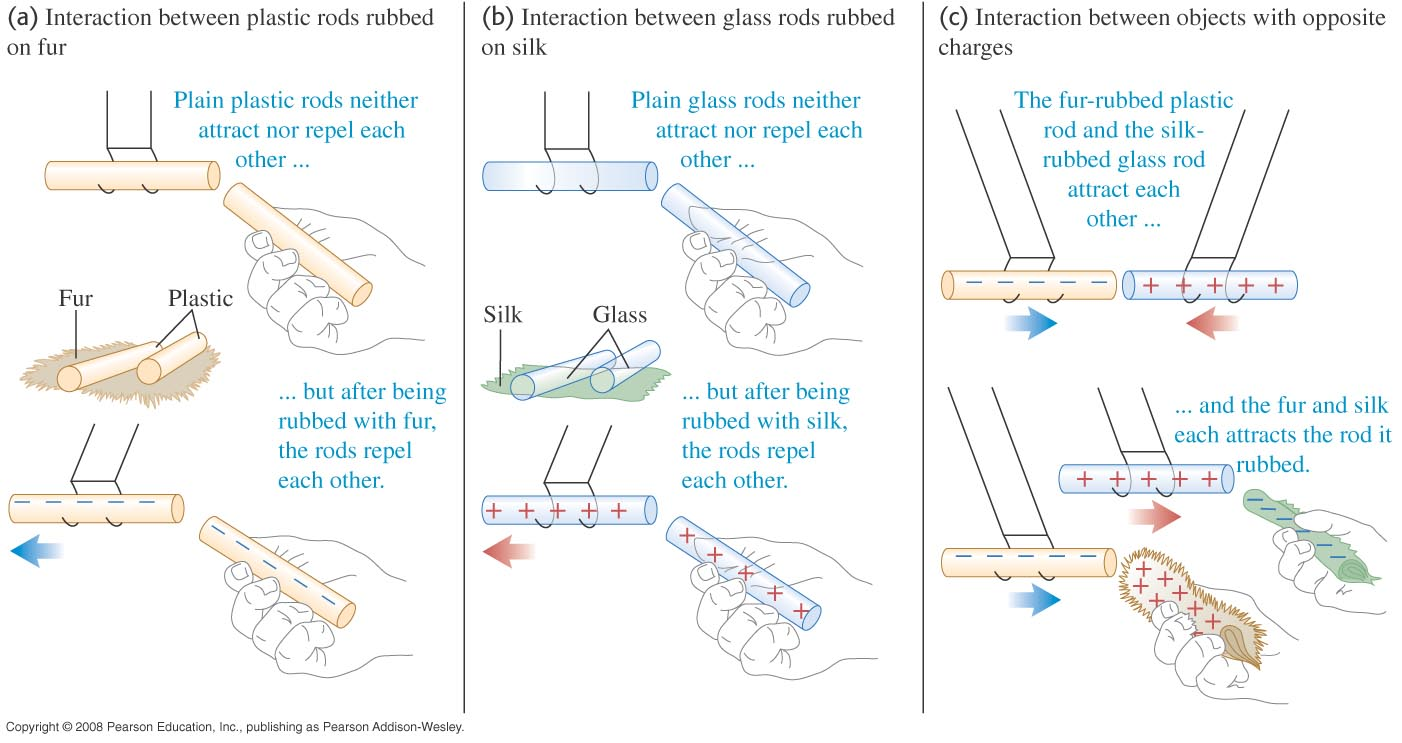 (a) Interaction between plastic rods rubbed
on fur
Plain plastic rods neither
attract nor repel each
other ...
Fur
Plastic
... but after being
rubbed with fur,
the rods repel
each other.
(b) Interaction between glass rods rubbed
on silk
Plain glass rods neither
attract nor repel each
other ...
Silk
Glass
... but after being
rubbed with silk,
the rods repel
each other.
(c) Interaction between objects with opposite
charges
The fur-rubbed plastic
rod and the silk-
rubbed glass rod
attract each
other ...
... and the fur and silk
each attracts the rod it
rubbed.
Copyright © 2008 Pearson Education, Inc., publishing as Pearson Addison-Wesley.